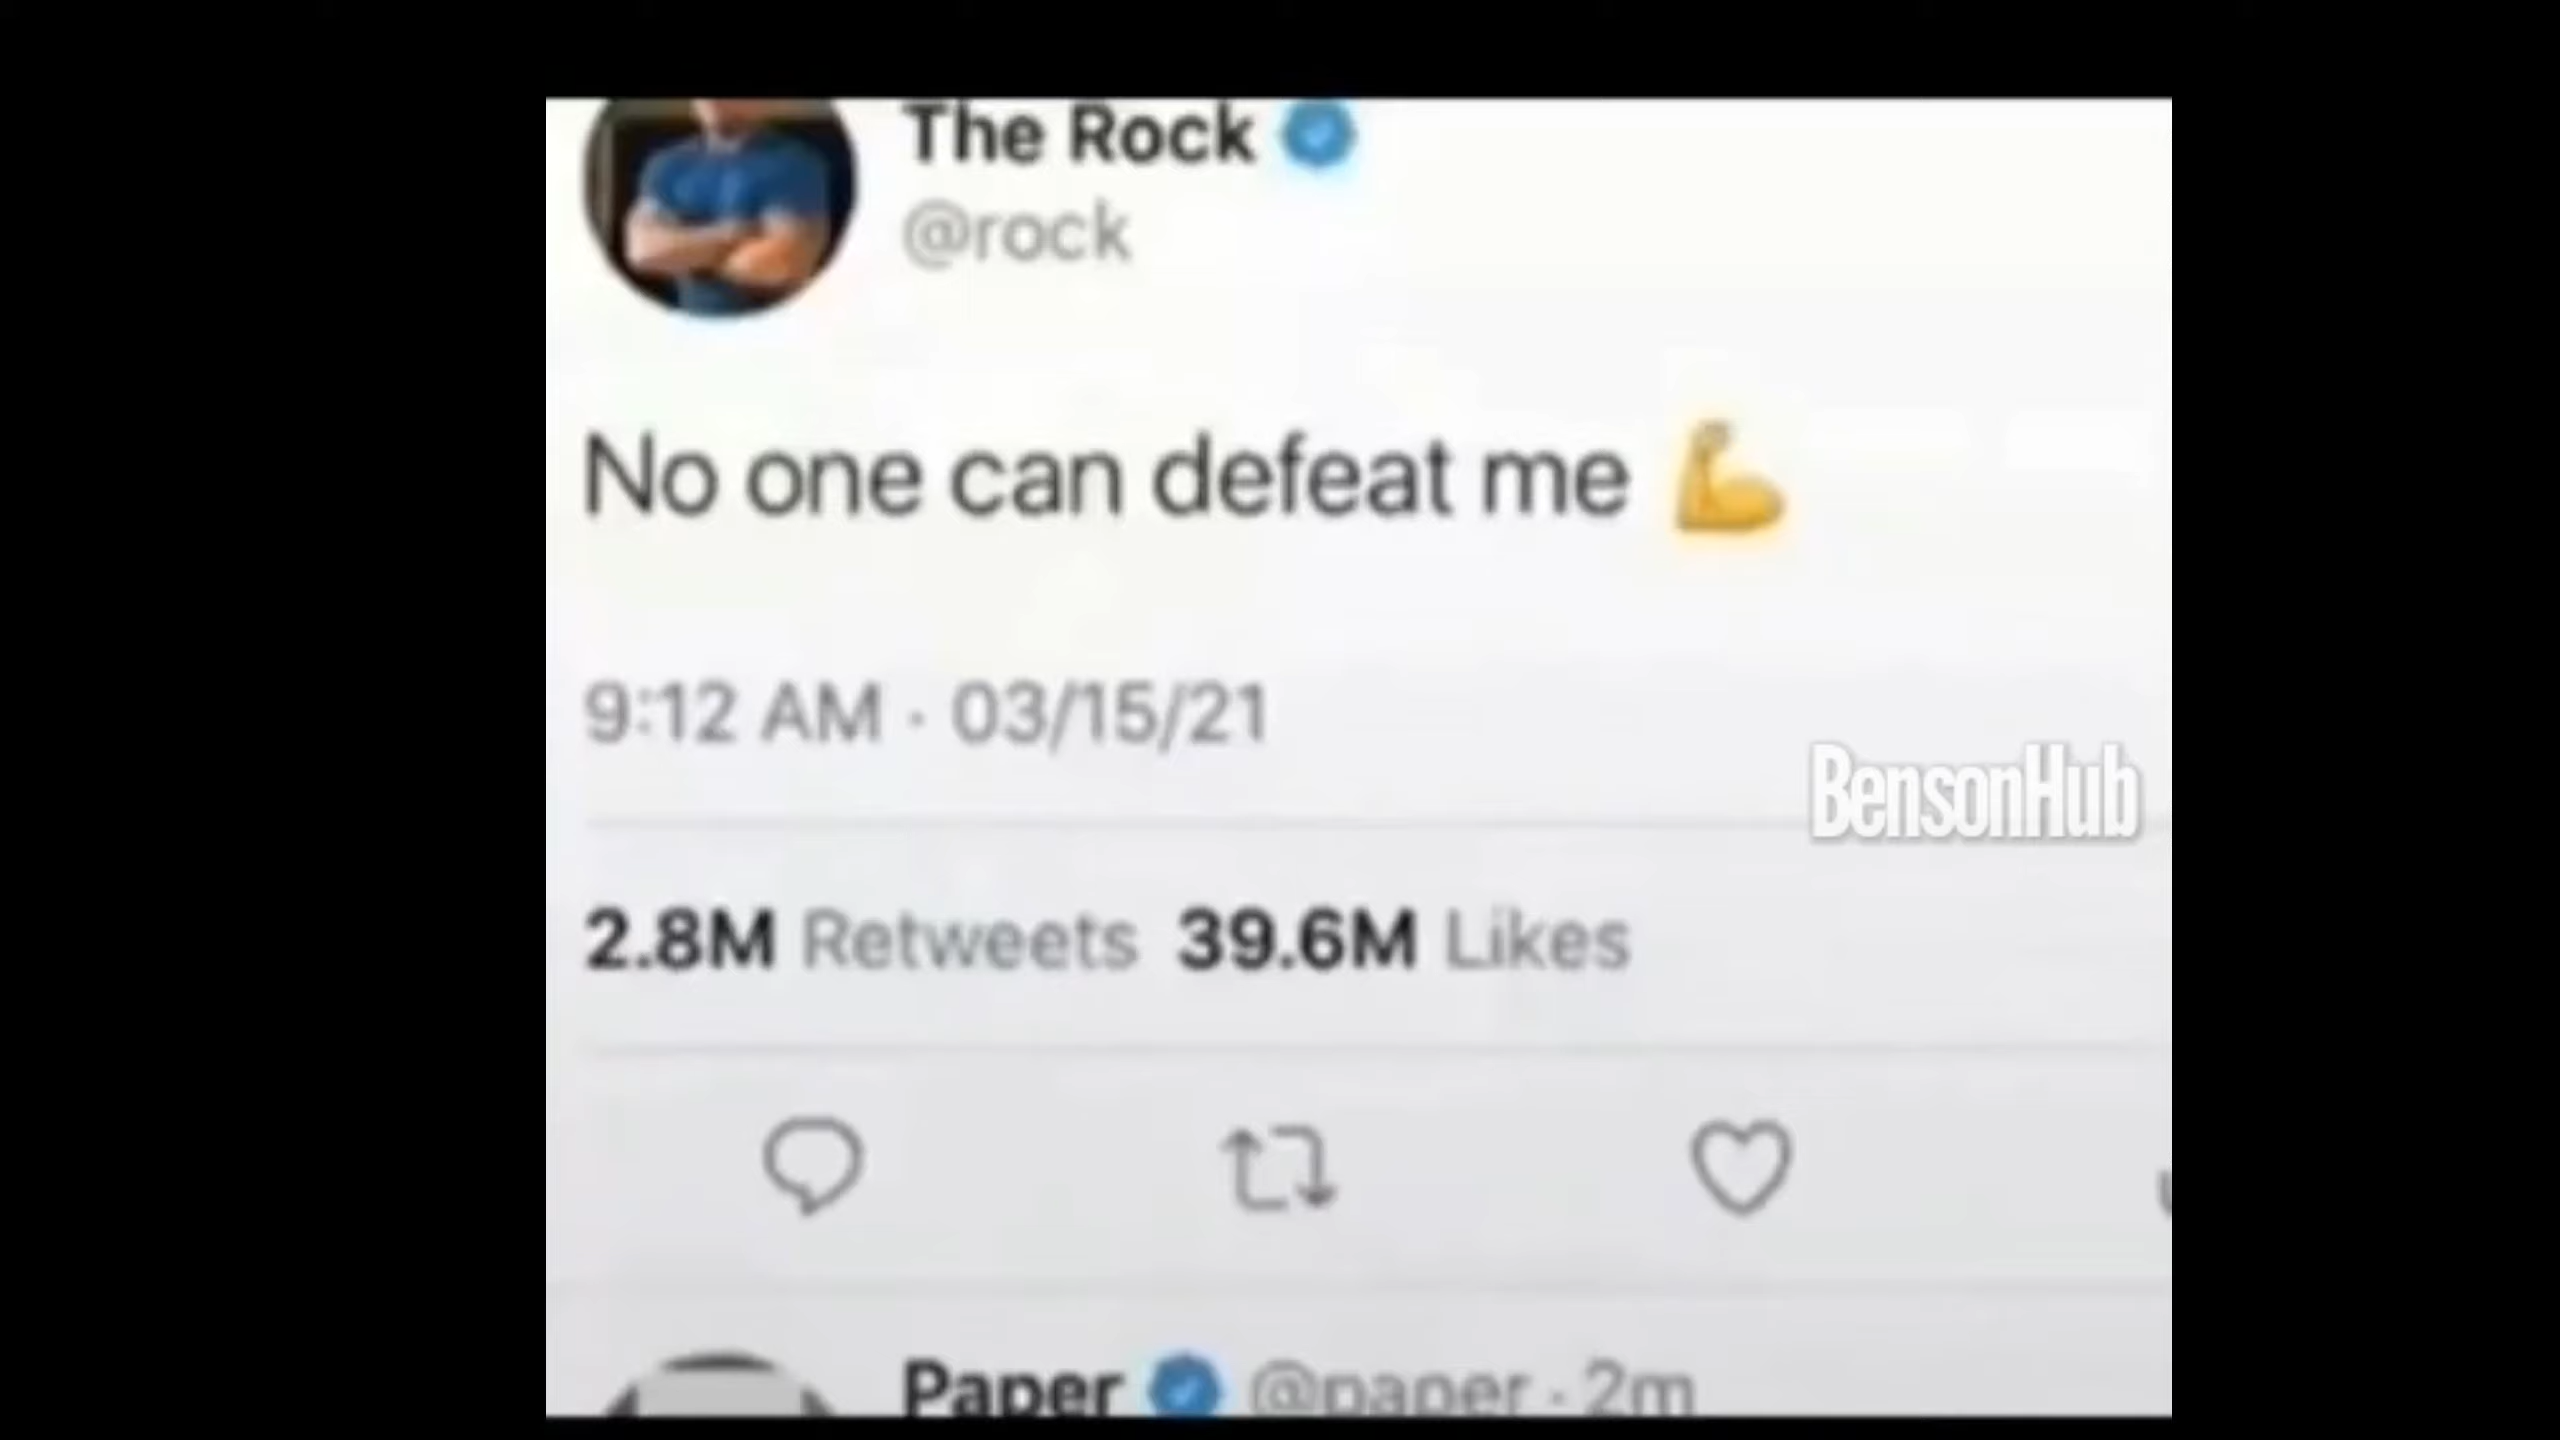 The Rock
@rock
No one can defeat me 💪
9:12 AM · 03/15/21
BensonHub
2.8M Retweets 39.6M Likes
Paper @paper · 2m